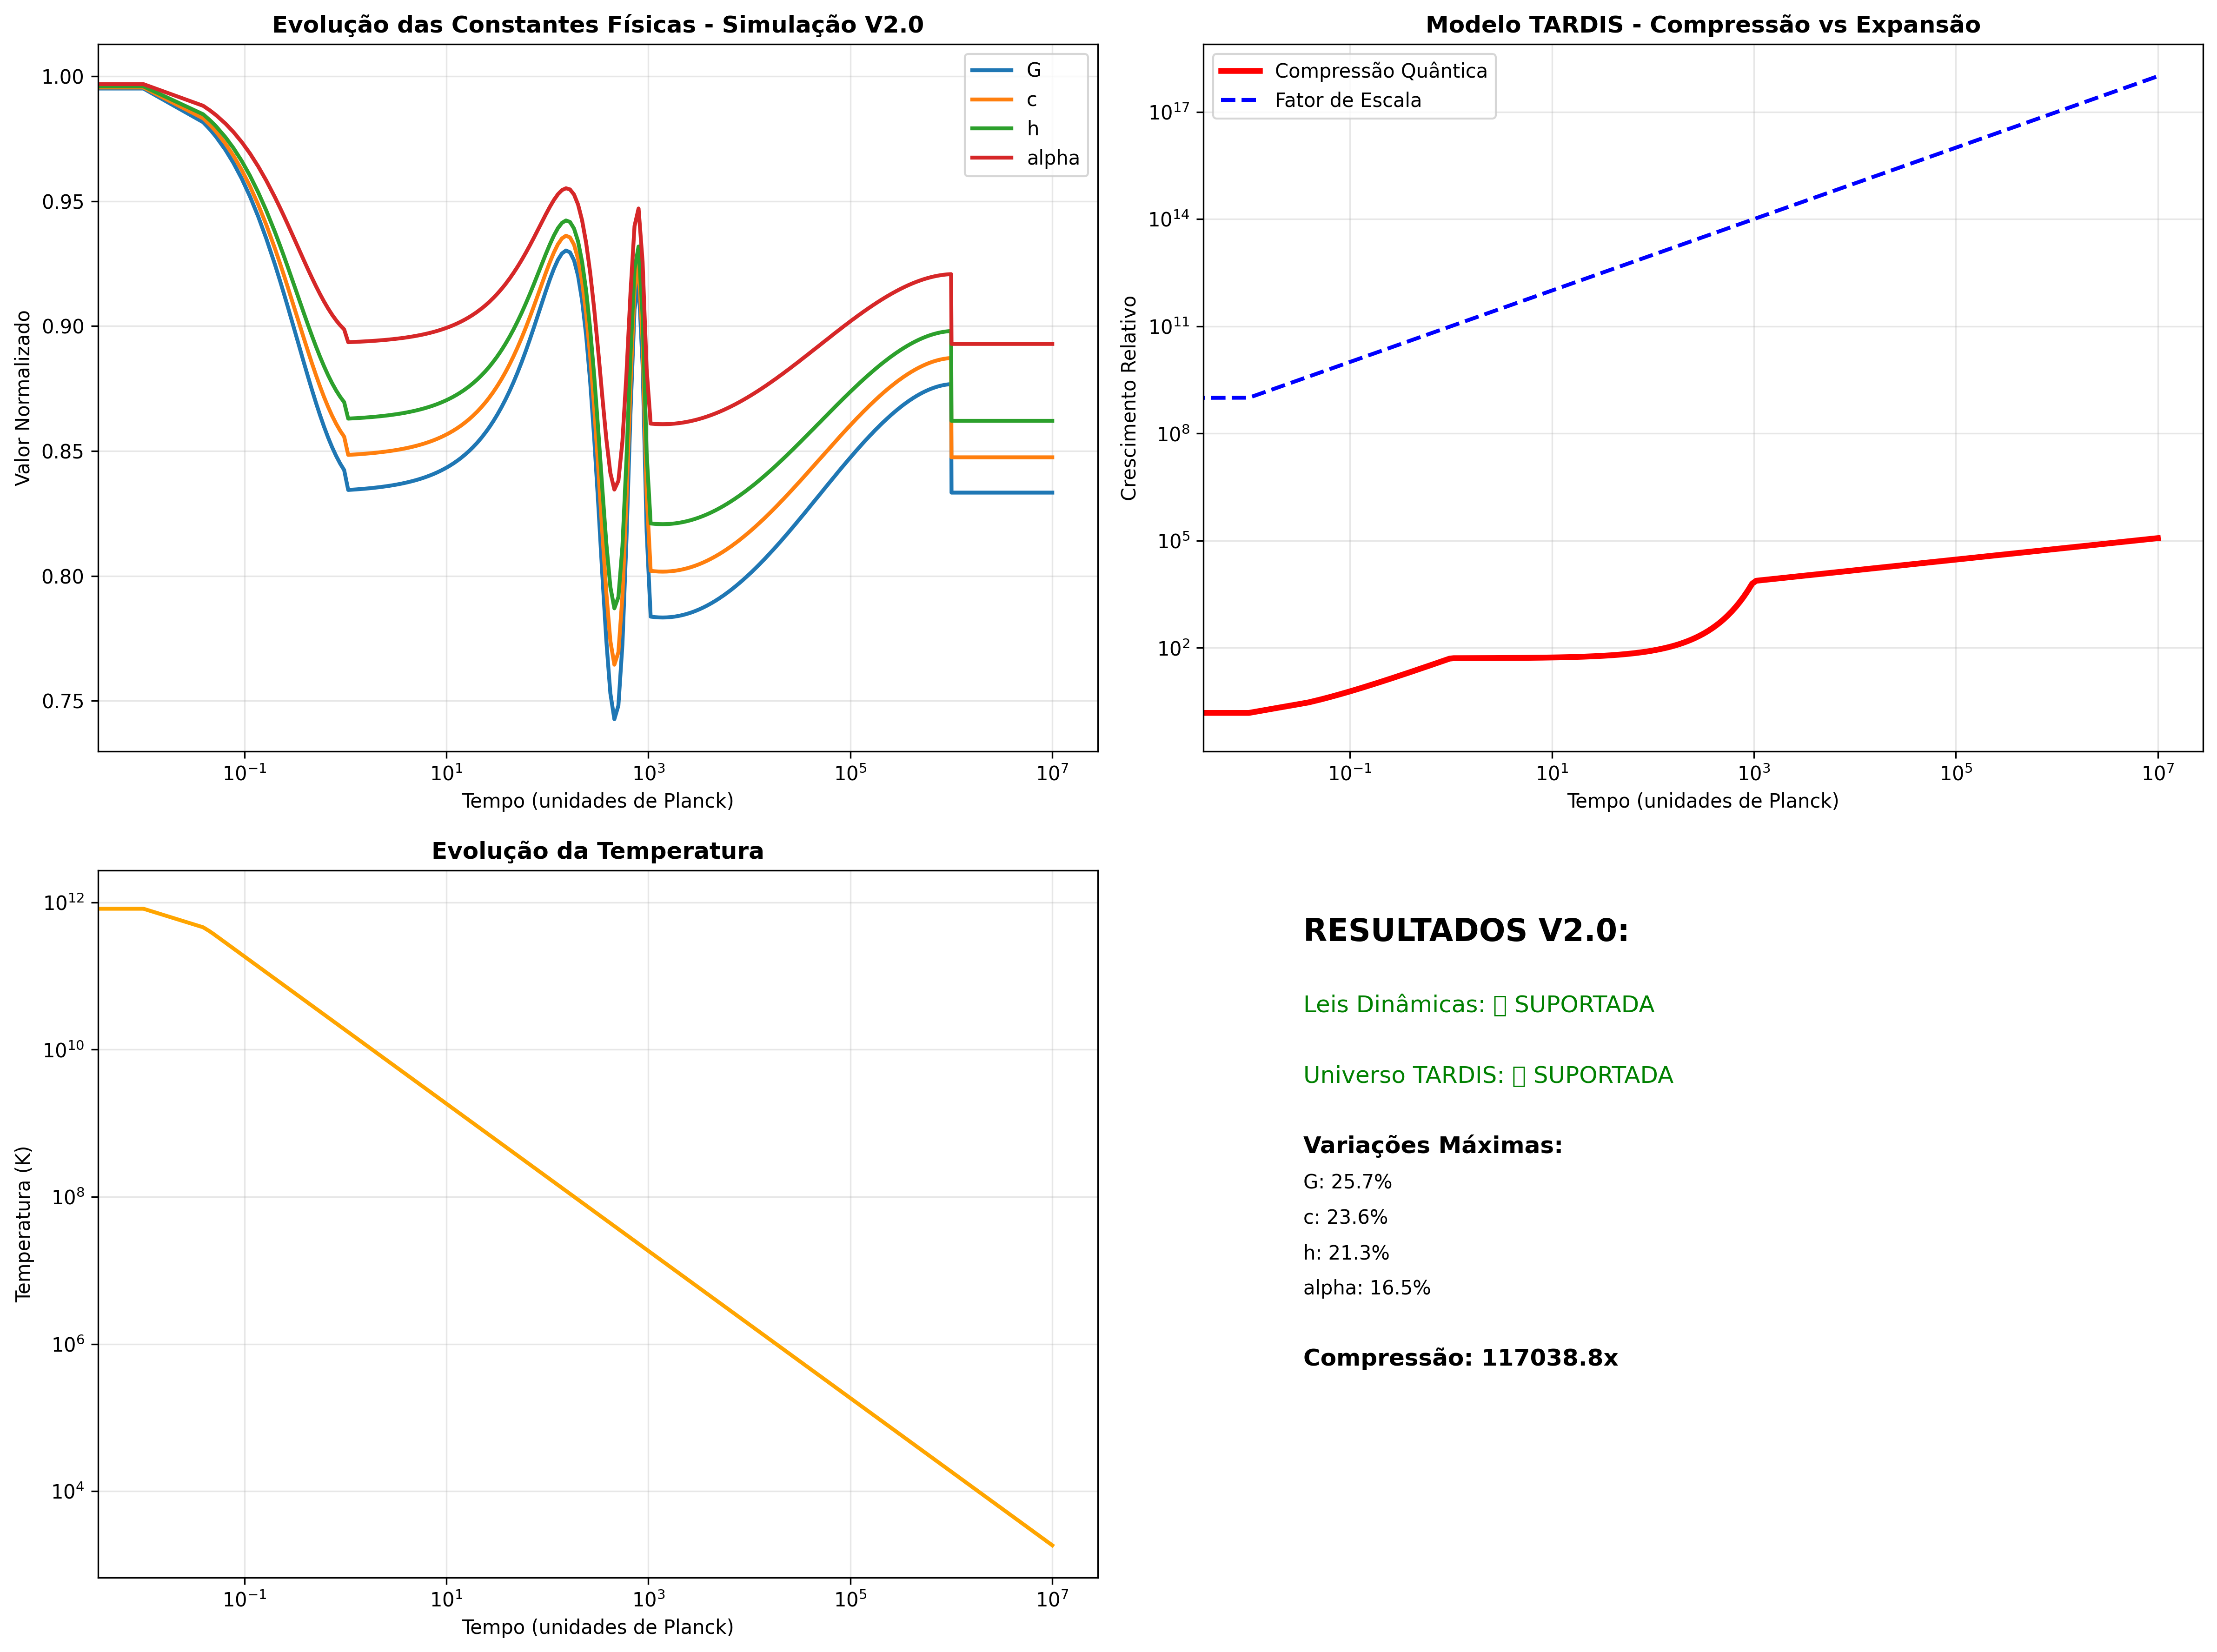 Evolução das Constantes Físicas - Simulação V2.0
G
c
h
alpha
Valor Normalizado
1.00
0.95
0.90
0.85
0.80
0.75
10⁻¹
10¹
10³
10⁵
10⁷
Tempo (unidades de Planck)
Modelo TARDIS - Compressão vs Expansão
Compressão Quântica
Fator de Escala
Crescimento Relativo
10¹⁷
10¹⁴
10¹¹
10⁸
10⁵
10²
10⁻¹
10¹
10³
10⁵
10⁷
Tempo (unidades de Planck)
Evolução da Temperatura
Temperatura (K)
10¹²
10¹⁰
10⁸
10⁶
10⁴
10⁻¹
10¹
10³
10⁵
10⁷
Tempo (unidades de Planck)
RESULTADOS V2.0:
Leis Dinâmicas: ▯ SUPORTADA
Universo TARDIS: ▯ SUPORTADA
Variações Máximas:
G: 25.7%
c: 23.6%
h: 21.3%
alpha: 16.5%
Compressão: 117038.8x